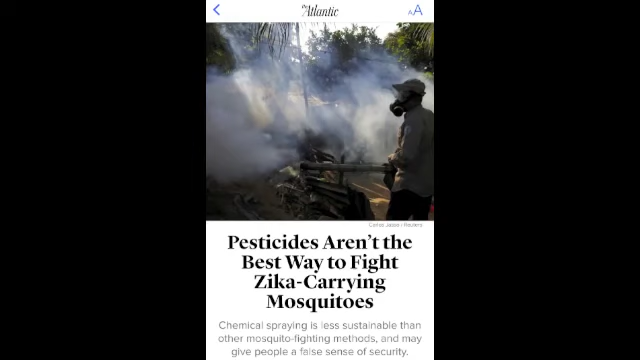 the Atlantic
AA
Carlos Jasso / Reuters
Pesticides Aren't the
Best Way to Fight
Zika-Carrying
Mosquitoes
Chemical spraying is less sustainable than
other mosquito-fighting methods, and may
give people a false sense of security.